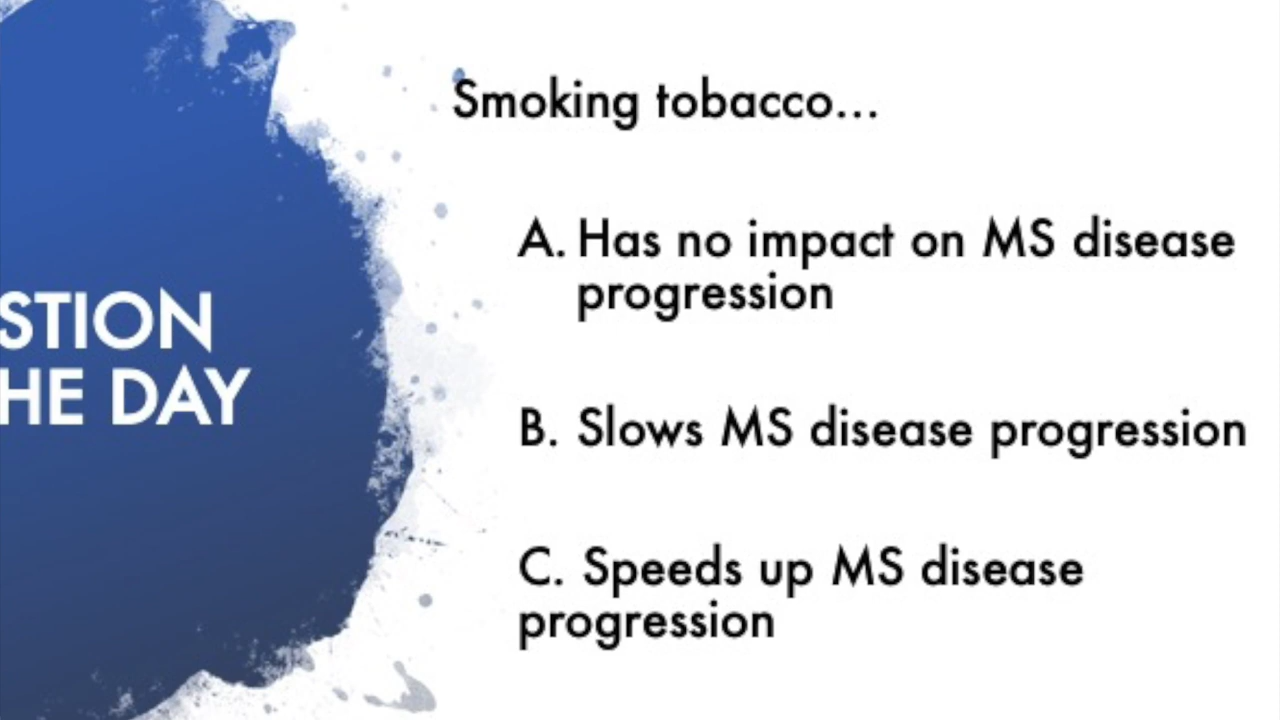 STION
HE DAY
Smoking tobacco...
A. Has no impact on MS disease
progression
B. Slows MS disease progression
C. Speeds up MS disease
progression